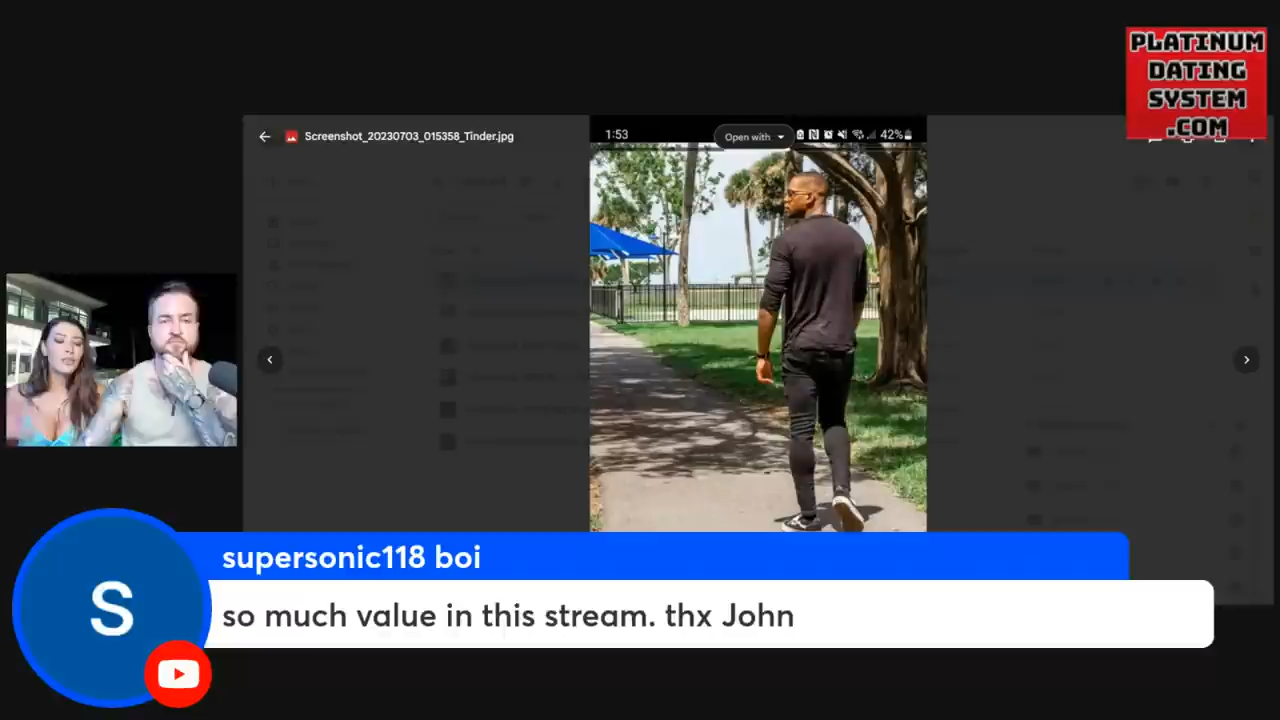 PLATINUM
DATING
SYSTEM
.COM
Screenshot_20230703_015358_Tinder.jpg
1:53
Open with
42%
S
supersonic118 boi
so much value in this stream. thx John